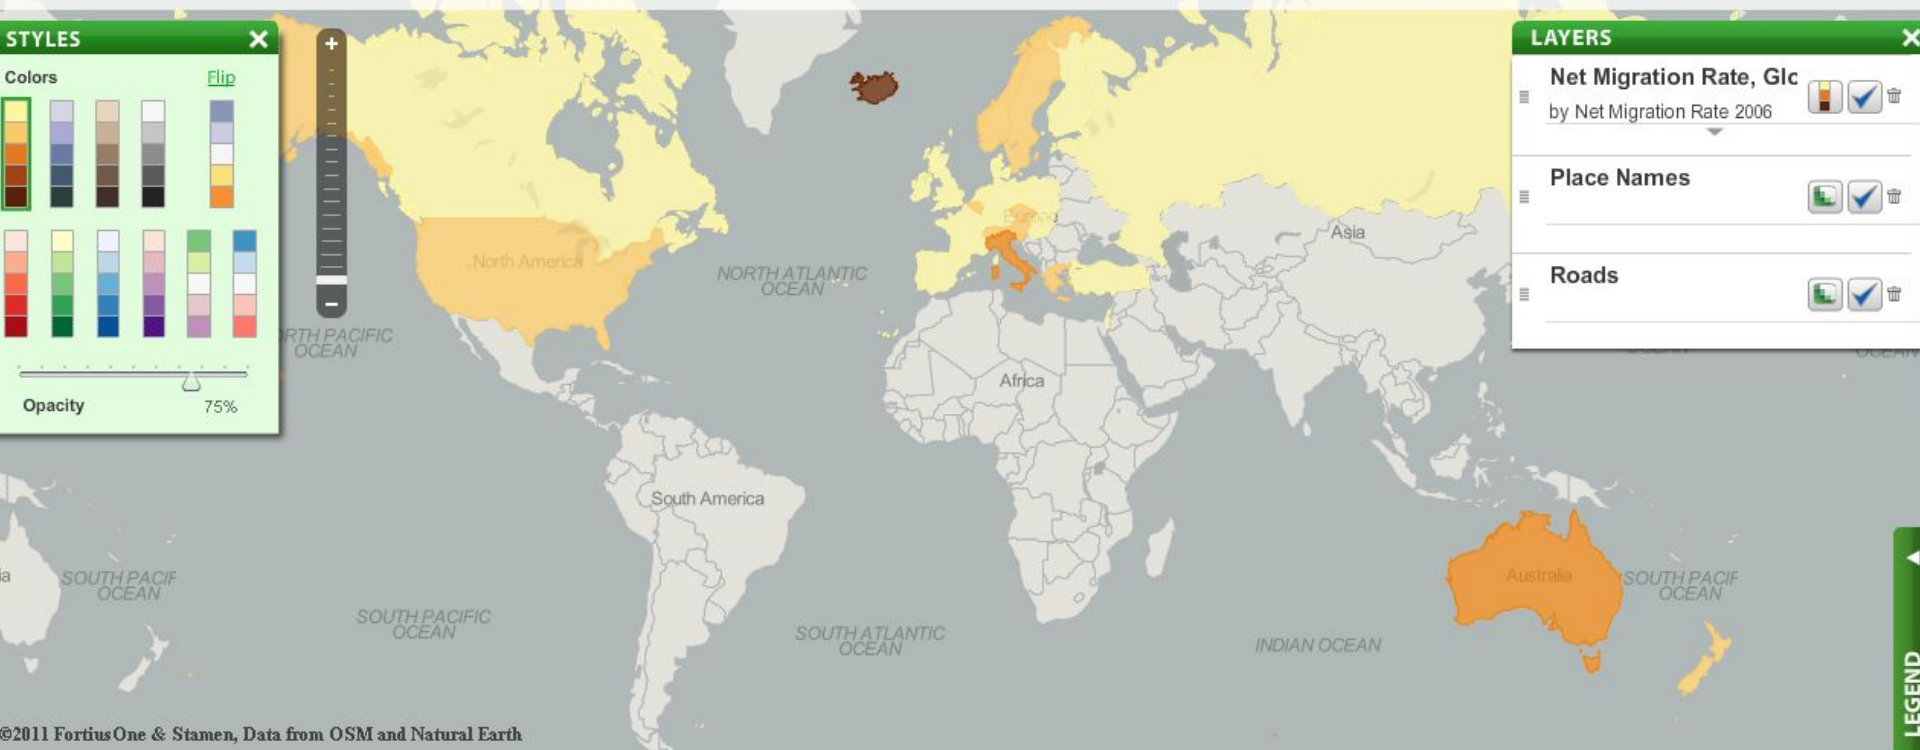 STYLES
Colors
Flip
Opacity
75%
LAYERS
Net Migration Rate, Glc
by Net Migration Rate 2006
Place Names
Roads
Europe
Asia
North America
NORTH ATLANTIC
OCEAN
RTH PACIFIC
OCEAN
Africa
South America
ia
SOUTH PACIF
OCEAN
SOUTH PACIFIC
OCEAN
SOUTH ATLANTIC
OCEAN
INDIAN OCEAN
Australia
SOUTH PACIF
OCEAN
LEGEND
©2011 FortiusOne & Stamen, Data from OSM and Natural Earth